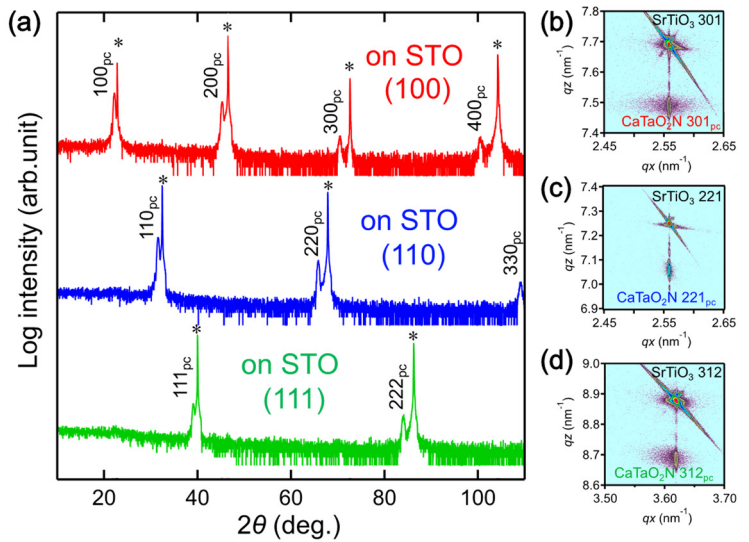 (a)
Log intensity (arb.unit)
100pc
*
200pc
*
on STO
(100)
300pc
*
400pc
*
110pc
*
on STO
(110)
220pc
*
330pc
111pc
*
on STO
(111)
222pc
*
20
40
60
80
100
2θ (deg.)
(b)
SrTiO3 301
7.8
7.7
7.6
7.5
7.4
qz (nm-1)
CaTaO2N 301pc
2.45
2.55
2.65
qx (nm-1)
(c)
SrTiO3 221
7.4
7.3
7.2
7.1
7.0
6.9
qz (nm-1)
CaTaO2N 221pc
2.45
2.55
2.65
qx (nm-1)
(d)
SrTiO3 312
9.0
8.9
8.8
8.7
8.6
qz (nm-1)
CaTaO2N 312pc
3.50
3.60
3.70
qx (nm-1)